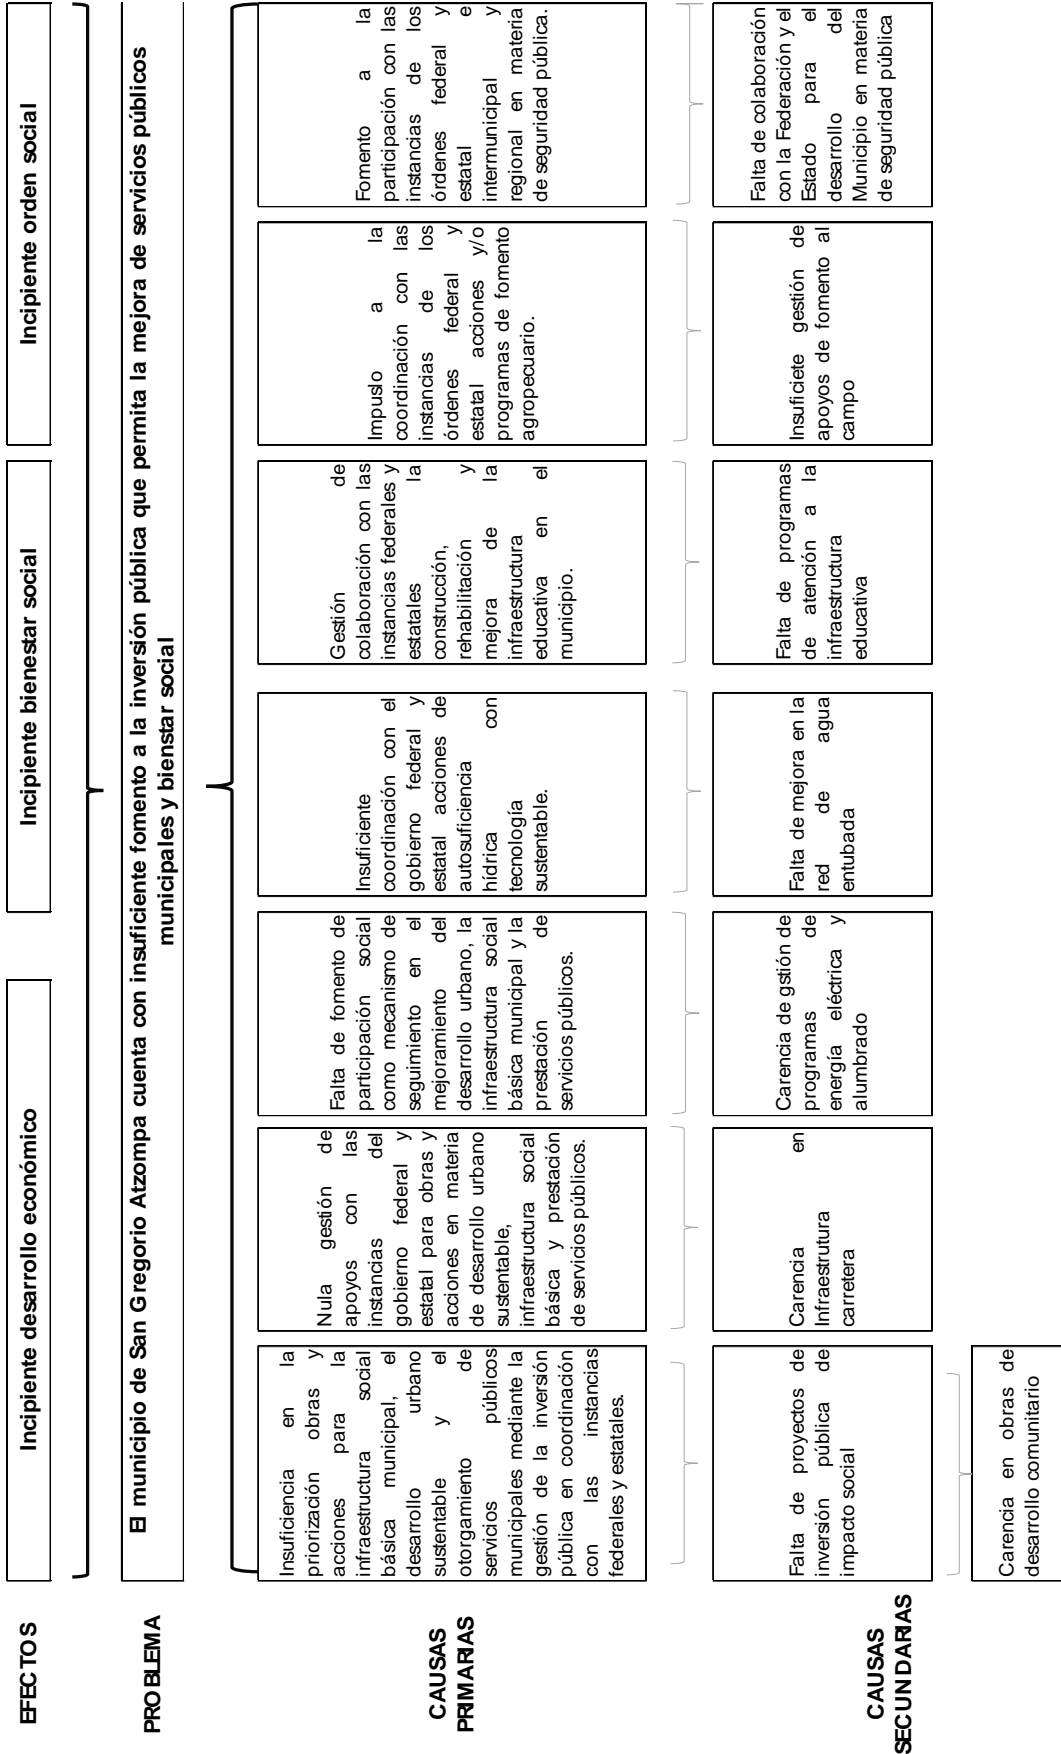 EFECTOS
Incipiente desarrollo económico
Incipiente bienestar social
Incipiente orden social
PROBLEMA
El municipio de San Gregorio Atzompa cuenta con insuficiente fomento a la inversión pública que permita la mejora de servicios públicos
municipales y bienstar social
CAUSAS
PRIMARIAS
Insuficiencia en la
priorización obras y
acciones para la
infraestructura social
básica municipal, el
desarrollo urbano
sustentable y el
otorgamiento de
servicios públicos
municipales mediante la
gestión de la inversión
pública en coordinación
con las instancias
federales y estatales.
Nula gestión de
apoyos con las
instancias del
gobierno federal y
estatal para obras y
acciones en materia
de desarrollo urbano
sustentable,
infraestructura social
básica y prestación
de servicios públicos.
Falta de fomento de
participación social
como mecanismo de
seguimiento en el
mejoramiento del
desarrollo urbano, la
infraestructura social
básica municipal y la
prestación de
servicios públicos.
Insuficiente
coordinación con el
gobierno federal y
estatal acciones de
autosuficiencia
hídrica con
tecnología
sustentable.
Gestión de
colaboración con las
instancias federales y
estatales la
construcción,
rehabilitación y
mejora de la
infraestructura
educativa en el
municipio.
Impuslo a la
coordinación con las
instancias de los
órdenes federal y
estatal acciones y/o
programas de fomento
agropecuario.
Fomento a la
participación con las
instancias de los
órdenes federal y
estatal e
intermunicipal y
regional en materia
de seguridad pública.
CAUSAS
SECUNDARIAS
Falta de proyectos de
inversión pública de
impacto social
Carencia en
Infraestrutura
carretera
Carencia de gstión de
programas de
energía eléctrica y
alumbrado
Falta de mejora en la
red de agua
entubada
Falta de programas
de atención a la
infraestructura
educativa
Insuficiete gestión de
apoyos de fomento al
campo
Falta de colaboración
con la Federación y el
Estado para el
desarrollo del
Municipio en materia
de seguridad pública
Carencia en obras de
desarrollo comunitario